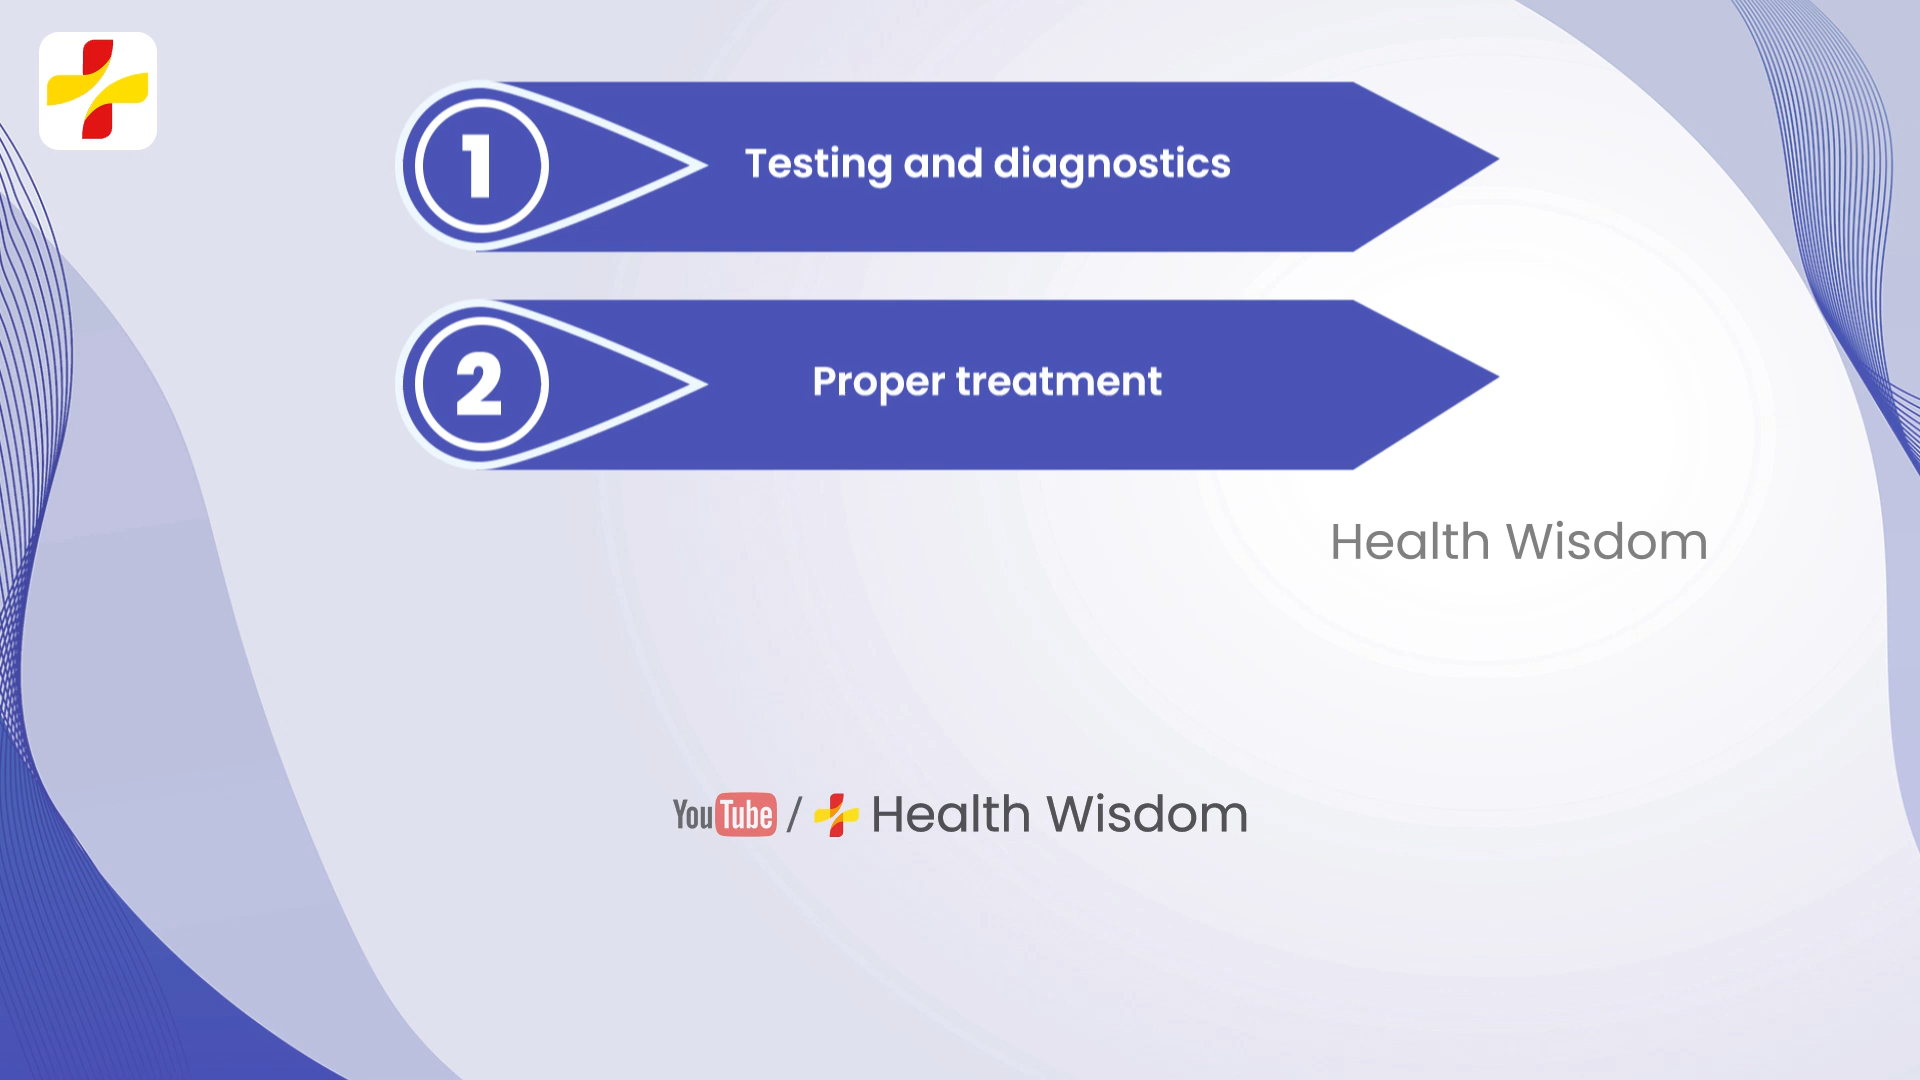 1
Testing and diagnostics
2
Proper treatment
Health Wisdom
YouTube / Health Wisdom